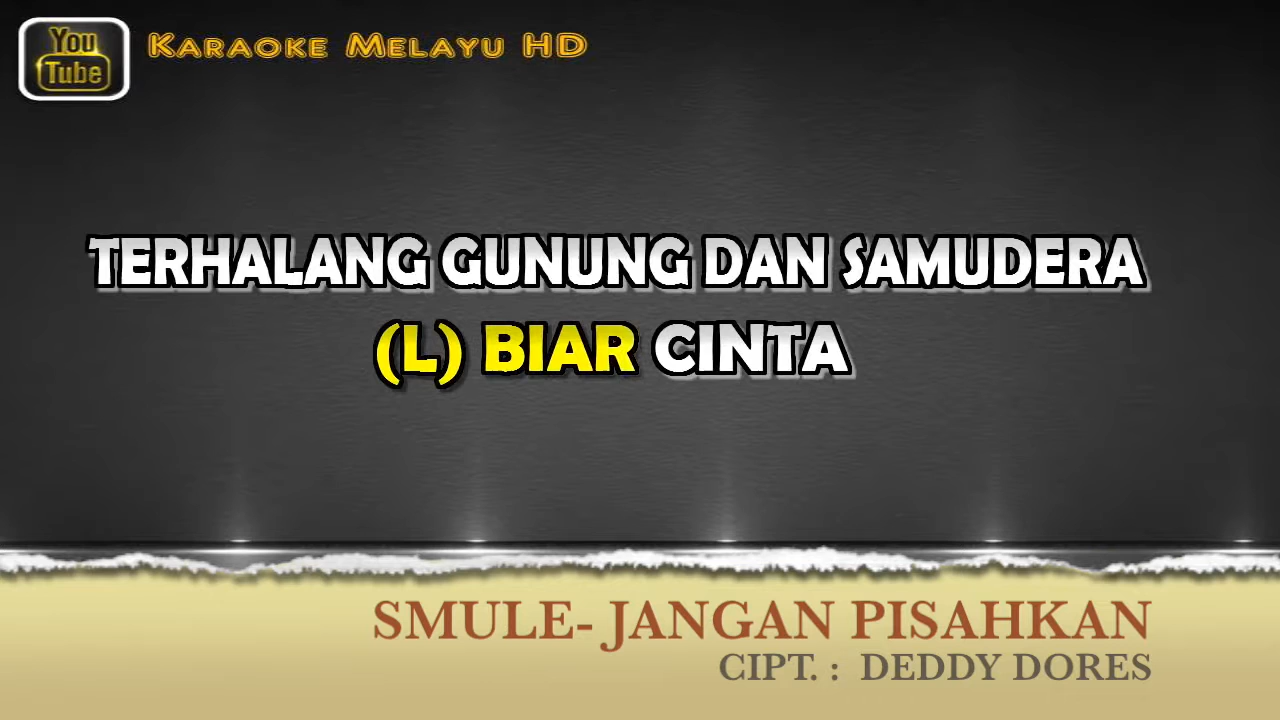 You
Tube
KARAOKE MELAYU HD
TERHALANG GUNUNG DAN SAMUDERA
(L) BIAR CINTA
SMULE- JANGAN PISAHKAN
CIPT. : DEDDY DORES